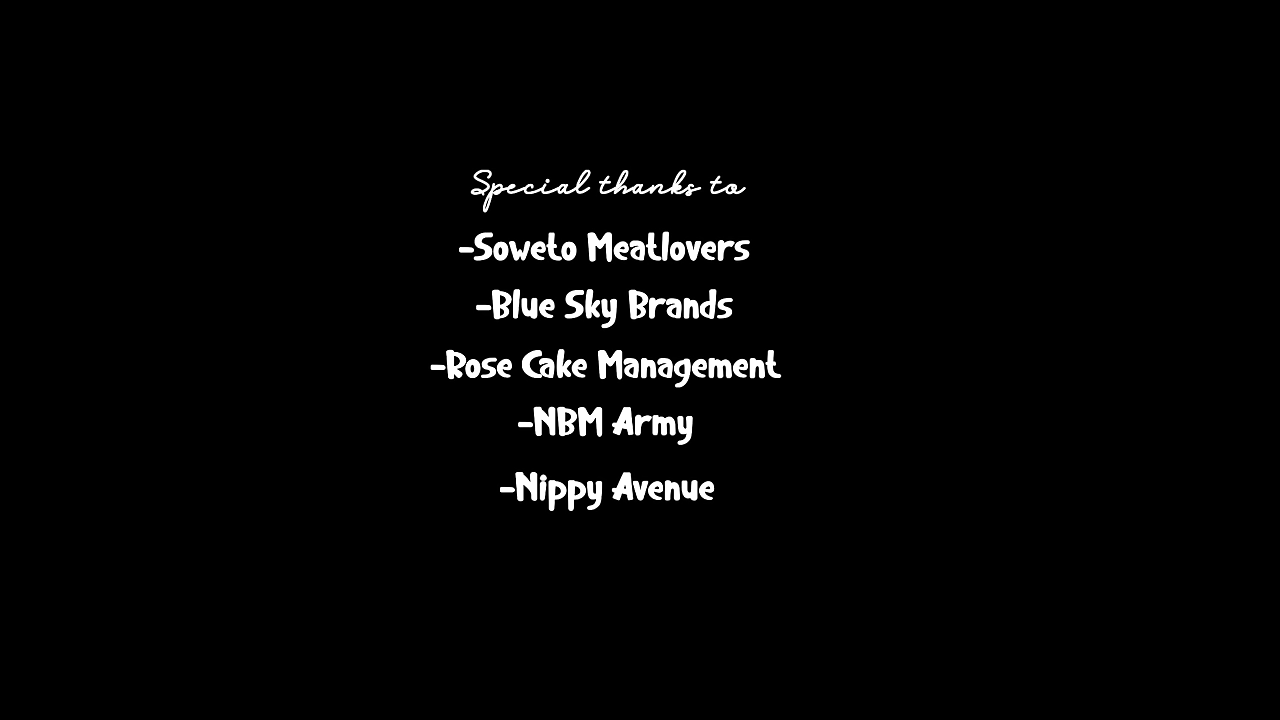 Special thanks to
-Soweto Meatlovers
-Blue Sky Brands
-Rose Cake Management
-NBM Army
-Nippy Avenue